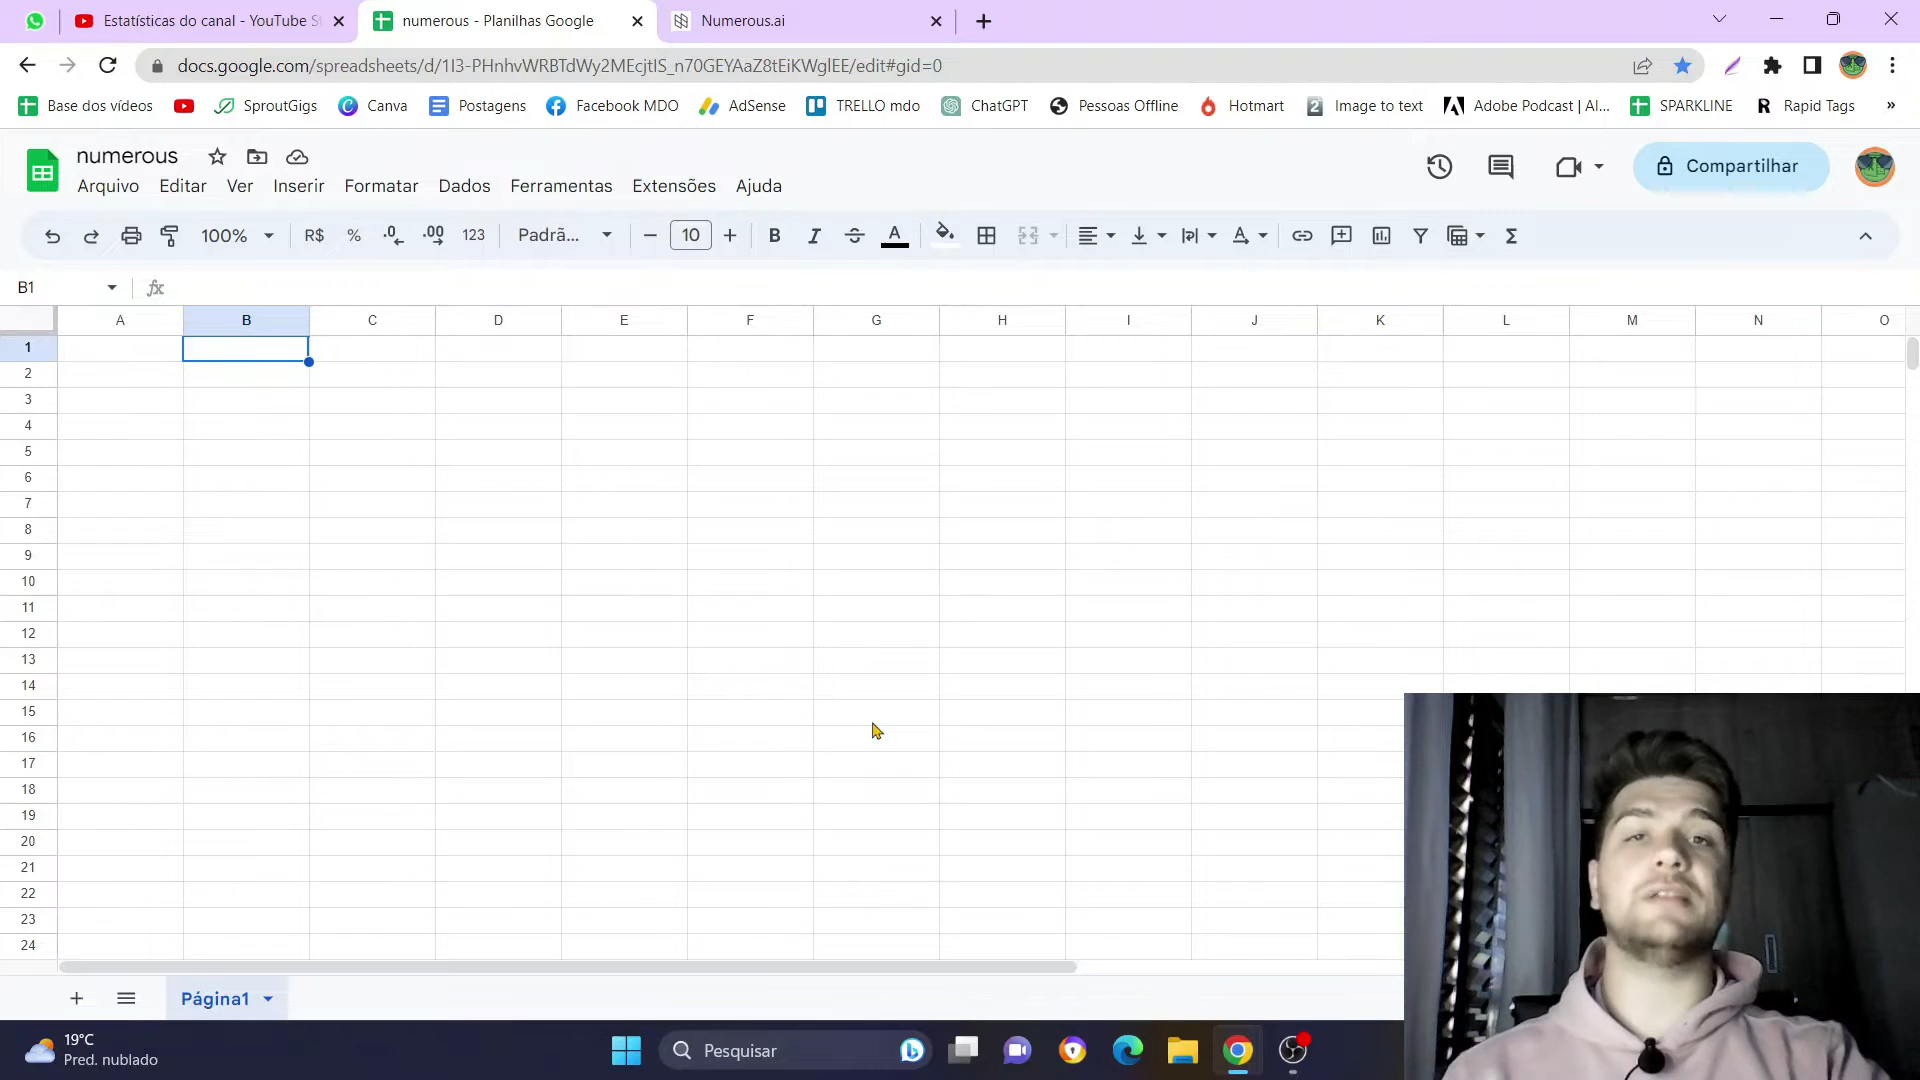 Estatísticas do canal - YouTube S
numerous - Planilhas Google
Numerous.ai
docs.google.com/spreadsheets/d/1I3-PHnhvWRBTdWy2MEcjtIS_n70GEYAaZ8tEiKWglEE/edit#gid=0
Base dos vídeos
SproutGigs
Canva
Postagens
Facebook MDO
AdSense
TRELLO mdo
ChatGPT
Pessoas Offline
Hotmart
Image to text
Adobe Podcast | AI...
SPARKLINE
Rapid Tags
»
numerous
Compartilhar
Arquivo Editar Ver Inserir Formatar Dados Ferramentas Extensões Ajuda
100% R$ % .0 .00 123 Padrã... 10 B I A Σ
B1 fx
A B C D E F G H I J K L M N O
1
2
3
4
5
6
7
8
9
10
11
12
13
14
15
16
17
18
19
20
21
22
23
24
Página1
19°C
Pred. nublado
Pesquisar